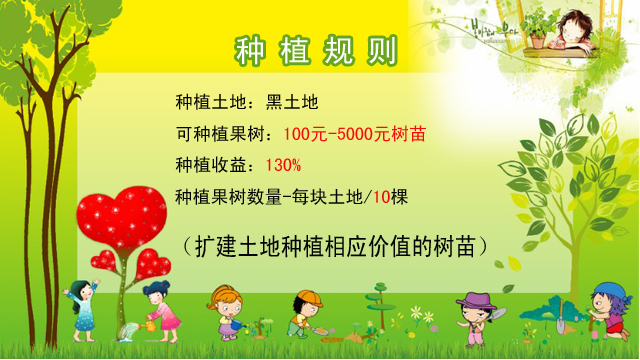 种植规则
种植土地：黑土地
可种植果树：100元-5000元树苗
种植收益：130%
种植果树数量-每块土地/10棵
（扩建土地种植相应价值的树苗）